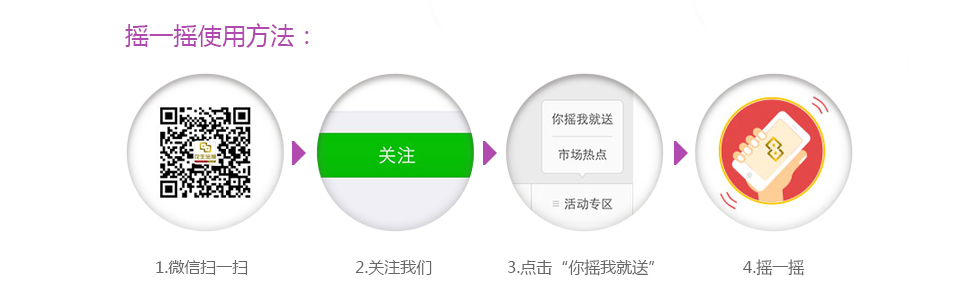 摇一摇使用方法：
关注
你摇我就送
市场热点
≡ 活动专区
1.微信扫一扫
2.关注我们
3.点击“你摇我就送”
4.摇一摇